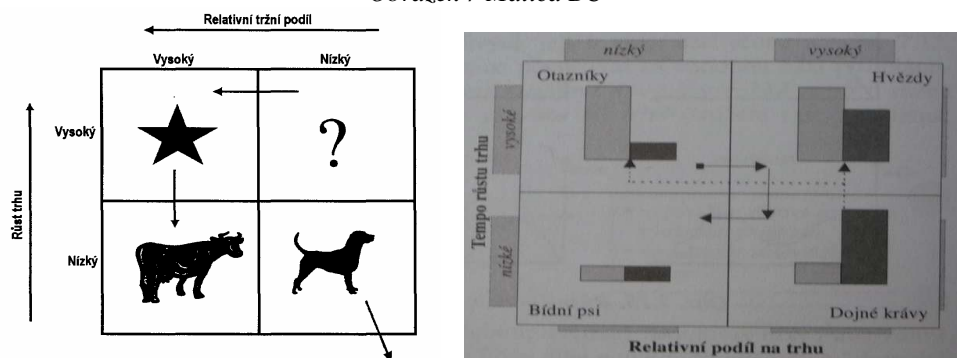 Relativní tržní podíl
Vysoký
Nízký
Vysoký
?
Růst trhu
Nízký
nízký
vysoký
Otazníky
Hvězdy
vysoké
Tempo růstu trhu
nízké
Bídní psi
Dojné krávy
Relativní podíl na trhu